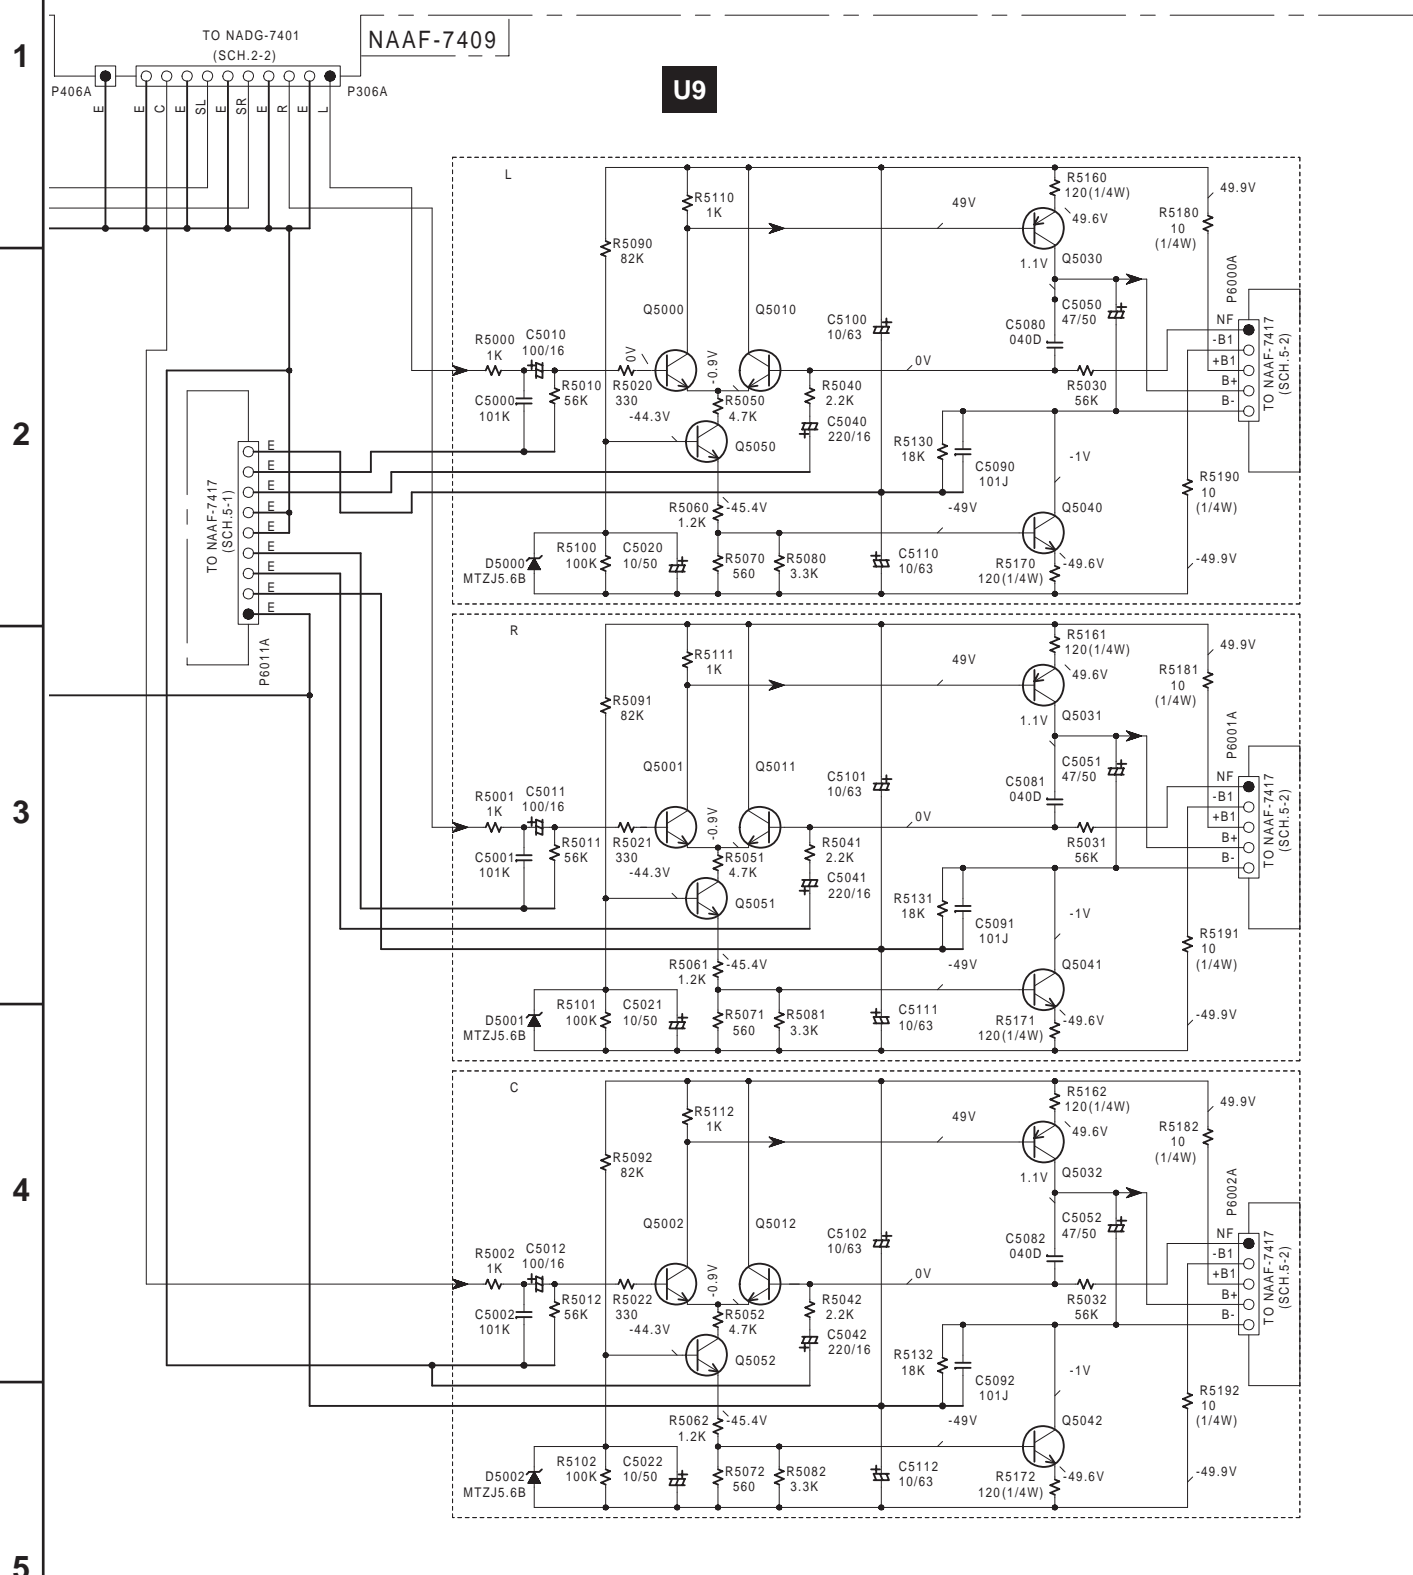 1
2
3
4
5
TO NADG-7401
(SCH.2-2)
NAAF-7409
U9
P406A
P306A
E
E
C
E
SL
E
SR
E
R
E
L
TO NAAF-7417
(SCH.5-1)
P6011A
E
E
E
E
E
E
E
E
E
L
R5110
1K
R5090
82K
Q5000
Q5010
R5000
1K
C5010
100/16
C5000
101K
R5010
56K
0V
R5020
330
-44.3V
-0.9V
R5050
4.7K
Q5050
R5040
2.2K
C5040
220/16
C5100
10/63
49V
R5160
120(1/4W)
49.6V
1.1V
Q5030
R5180
10
(1/4W)
49.9V
C5080
040D
C5050
47/50
0V
R5030
56K
P6000A
NF
-B1
+B1
B+
B-
TO NAAF-7417
(SCH.5-2)
R5130
18K
C5090
101J
-1V
R5190
10
(1/4W)
R5060
1.2K
-45.4V
-49V
Q5040
D5000
MTZJ5.6B
R5100
100K
C5020
10/50
R5070
560
R5080
3.3K
C5110
10/63
R5170
120(1/4W)
-49.6V
-49.9V
R
R5111
1K
R5091
82K
Q5001
Q5011
R5001
1K
C5011
100/16
C5001
101K
R5011
56K
R5021
330
-44.3V
-0.9V
R5051
4.7K
Q5051
R5041
2.2K
C5041
220/16
C5101
10/63
49V
R5161
120(1/4W)
49.6V
1.1V
Q5031
R5181
10
(1/4W)
49.9V
C5081
040D
C5051
47/50
0V
R5031
56K
P6001A
NF
-B1
+B1
B+
B-
TO NAAF-7417
(SCH.5-2)
R5131
18K
C5091
101J
-1V
R5191
10
(1/4W)
R5061
1.2K
-45.4V
-49V
Q5041
D5001
MTZJ5.6B
R5101
100K
C5021
10/50
R5071
560
R5081
3.3K
C5111
10/63
R5171
120(1/4W)
-49.6V
-49.9V
C
R5112
1K
R5092
82K
Q5002
Q5012
R5002
1K
C5012
100/16
C5002
101K
R5012
56K
R5022
330
-44.3V
-0.9V
R5052
4.7K
Q5052
R5042
2.2K
C5042
220/16
C5102
10/63
49V
R5162
120(1/4W)
49.6V
1.1V
Q5032
R5182
10
(1/4W)
49.9V
C5082
040D
C5052
47/50
0V
R5032
56K
P6002A
NF
-B1
+B1
B+
B-
TO NAAF-7417
(SCH.5-2)
R5132
18K
C5092
101J
-1V
R5192
10
(1/4W)
R5062
1.2K
-45.4V
-49V
Q5042
D5002
MTZJ5.6B
R5102
100K
C5022
10/50
R5072
560
R5082
3.3K
C5112
10/63
R5172
120(1/4W)
-49.6V
-49.9V